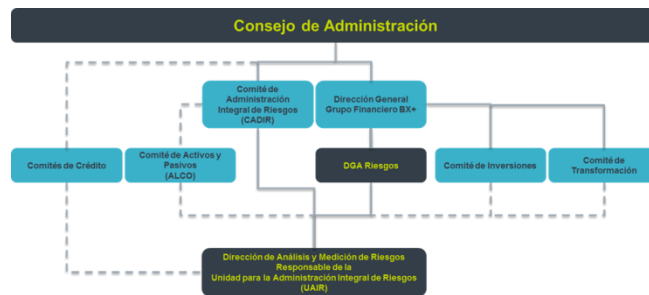 Consejo de Administración
Comité de
Administración
Integral de Riesgos
(CADIR)
Dirección General
Grupo Financiero BX+
Comités de Crédito
Comité de Activos y
Pasivos
(ALCO)
DGA Riesgos
Comité de Inversiones
Comité de
Transformación
Dirección de Análisis y Medición de Riesgos
Responsable de la
Unidad para la Administración Integral de Riesgos
(UAIR)